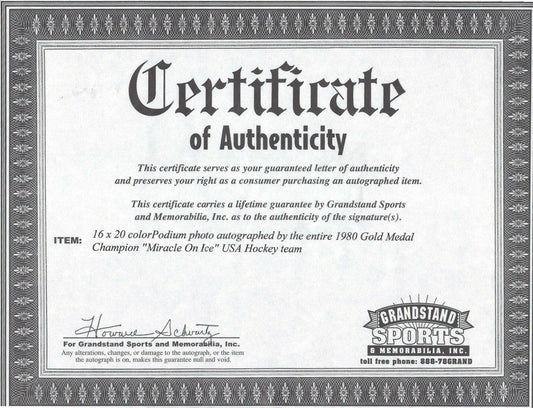 Certificate
of Authenticity
This certificate serves as your guaranteed letter of authenticity
and preserves your right as a consumer purchasing an autographed item.
This certificate carries a lifetime guarantee by Grandstand Sports
and Memorabilia, Inc. as to the authenticity of the signature(s).
ITEM: 16 x 20 colorPodium photo autographed by the entire 1980 Gold Medal
Champion "Miracle On Ice" USA Hockey team
Howard Schwartz
For Grandstand Sports and Memorabilia, Inc.
Any alterations, changes, or damage to the autograph, or the item
the autograph is on, makes this guarantee null and void.
GRANDSTAND
SPORTS
& MEMORABILIA, INC.
toll free phone: 888-78GRAND